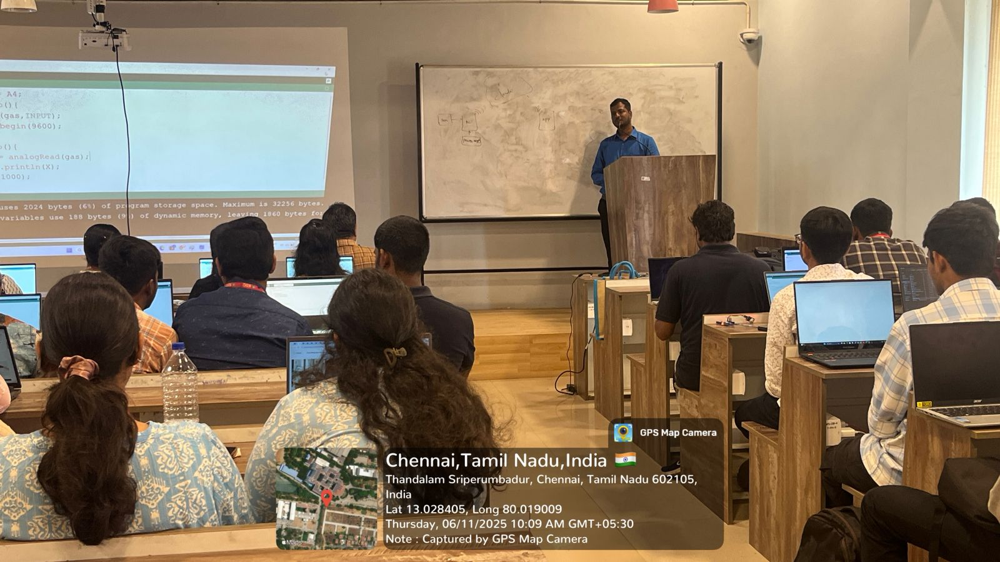 = A4;
(){
(gas,INPUT);
begin(9600);
(){
= analogRead(gas);
.println(X);
1000);
uses 2024 bytes (6%) of program storage space. Maximum is 32256 bytes.
variables use 188 bytes (9%) of dynamic memory, leaving 1860 bytes for
cloud
APP
acer
GPS Map Camera
Chennai,Tamil Nadu,India
Thandalam Sriperumbadur, Chennai, Tamil Nadu 602105,
India
Lat 13.028405, Long 80.019009
Thursday, 06/11/2025 10:09 AM GMT+05:30
Note : Captured by GPS Map Camera
Maps